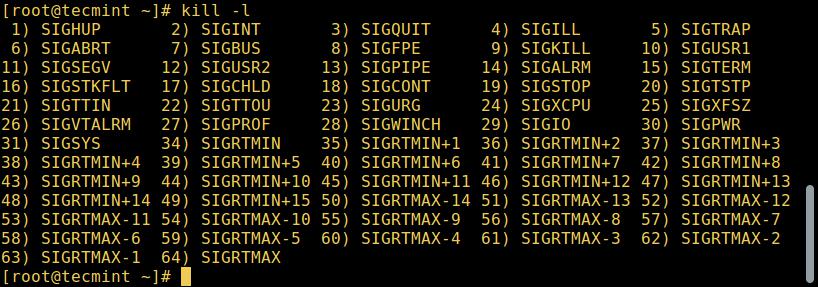 [root@tecmint ~]# kill -l
 1) SIGHUP       2) SIGINT       3) SIGQUIT      4) SIGILL       5) SIGTRAP
 6) SIGABRT      7) SIGBUS       8) SIGFPE       9) SIGKILL     10) SIGUSR1
11) SIGSEGV     12) SIGUSR2     13) SIGPIPE     14) SIGALRM     15) SIGTERM
16) SIGSTKFLT   17) SIGCHLD     18) SIGCONT     19) SIGSTOP     20) SIGTSTP
21) SIGTTIN     22) SIGTTOU     23) SIGURG      24) SIGXCPU     25) SIGXFSZ
26) SIGVTALRM   27) SIGPROF     28) SIGWINCH    29) SIGIO       30) SIGPWR
31) SIGSYS      34) SIGRTMIN    35) SIGRTMIN+1  36) SIGRTMIN+2  37) SIGRTMIN+3
38) SIGRTMIN+4  39) SIGRTMIN+5  40) SIGRTMIN+6  41) SIGRTMIN+7  42) SIGRTMIN+8
43) SIGRTMIN+9  44) SIGRTMIN+10 45) SIGRTMIN+11 46) SIGRTMIN+12 47) SIGRTMIN+13
48) SIGRTMIN+14 49) SIGRTMIN+15 50) SIGRTMAX-14 51) SIGRTMAX-13 52) SIGRTMAX-12
53) SIGRTMAX-11 54) SIGRTMAX-10 55) SIGRTMAX-9  56) SIGRTMAX-8  57) SIGRTMAX-7
58) SIGRTMAX-6  59) SIGRTMAX-5  60) SIGRTMAX-4  61) SIGRTMAX-3  62) SIGRTMAX-2
63) SIGRTMAX-1  64) SIGRTMAX
[root@tecmint ~]#